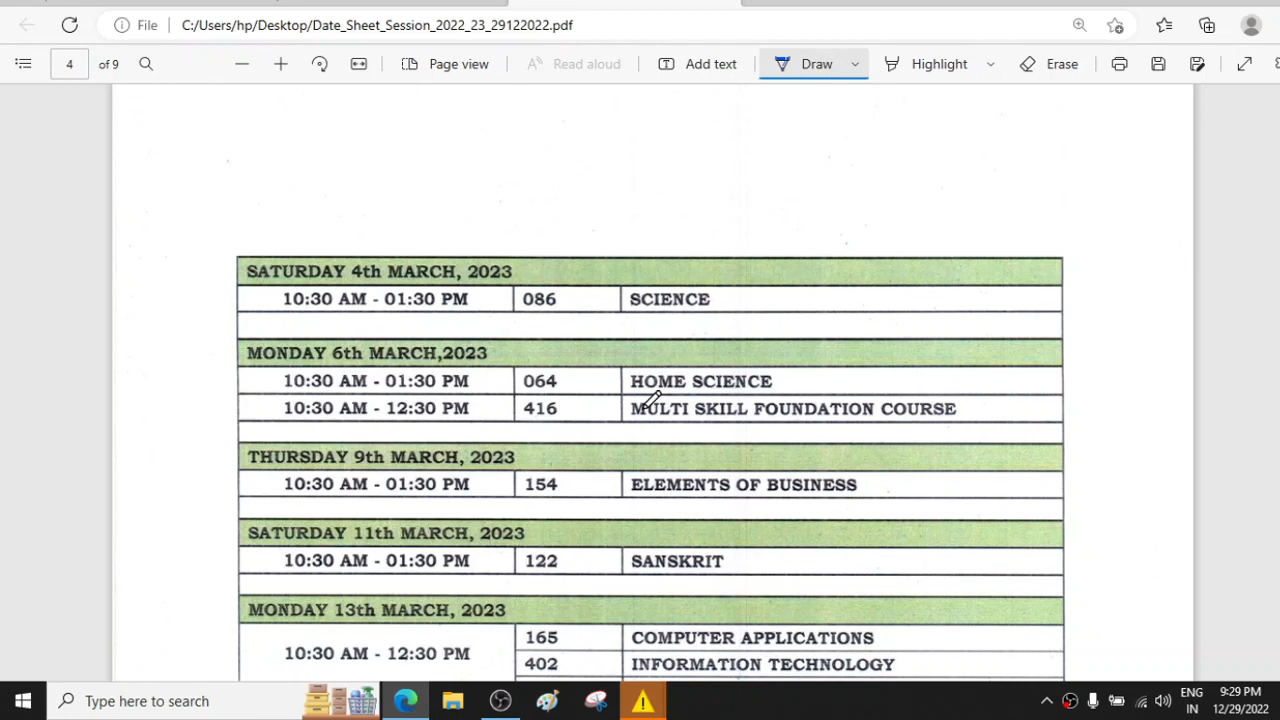 File C:/Users/hp/Desktop/Date_Sheet_Session_2022_23_29122022.pdf
4 of 9 Page view Read aloud Add text Draw Highlight Erase
SATURDAY 4th MARCH, 2023
10:30 AM - 01:30 PM 086 SCIENCE
MONDAY 6th MARCH,2023
10:30 AM - 01:30 PM 064 HOME SCIENCE
10:30 AM - 12:30 PM 416 MULTI SKILL FOUNDATION COURSE
THURSDAY 9th MARCH, 2023
10:30 AM - 01:30 PM 154 ELEMENTS OF BUSINESS
SATURDAY 11th MARCH, 2023
10:30 AM - 01:30 PM 122 SANSKRIT
MONDAY 13th MARCH, 2023
165 COMPUTER APPLICATIONS
10:30 AM - 12:30 PM
402 INFORMATION TECHNOLOGY
Type here to search
ENG 9:29 PM
IN 12/29/2022